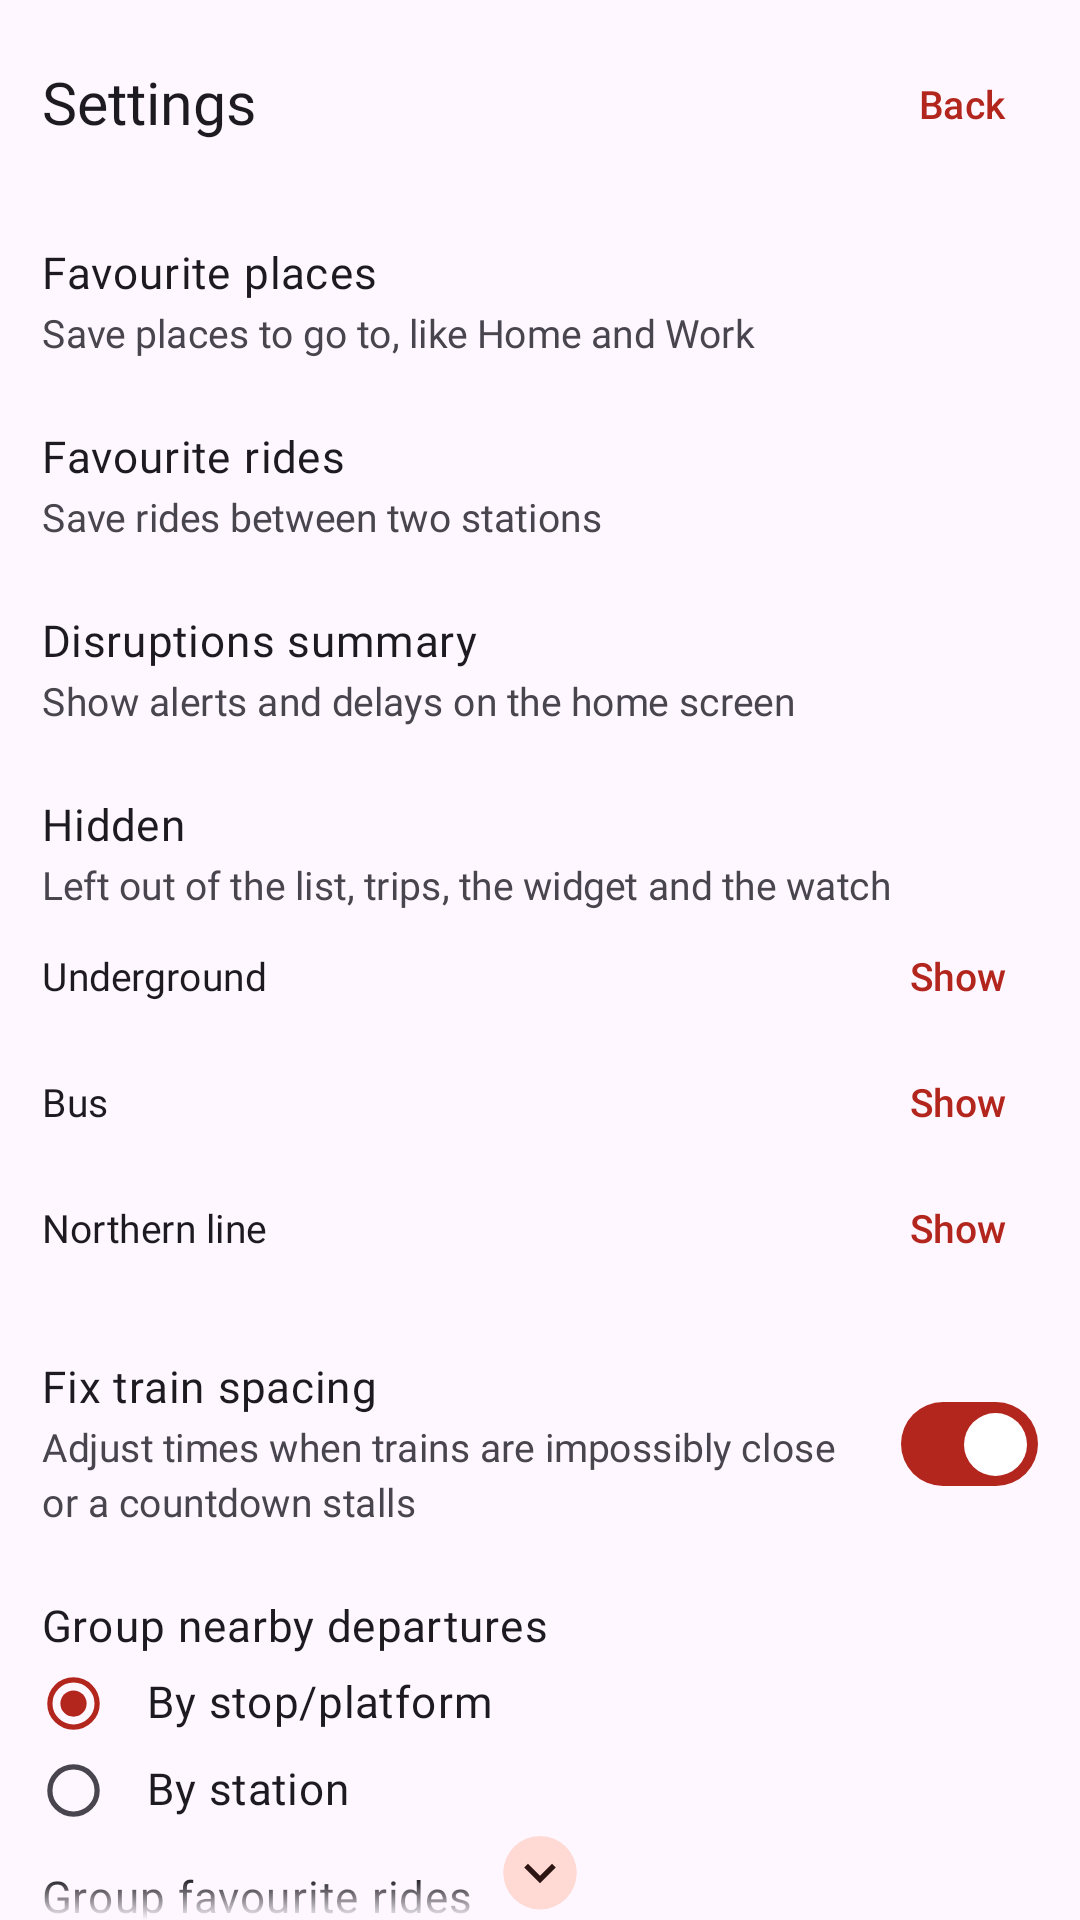 Settings
Back
Favourite places
Save places to go to, like Home and Work
Favourite rides
Save rides between two stations
Disruptions summary
Show alerts and delays on the home screen
Hidden
Left out of the list, trips, the widget and the watch
Underground
Show
Bus
Show
Northern line
Show
Fix train spacing
Adjust times when trains are impossibly close
or a countdown stalls
Group nearby departures
By stop/platform
By station
Group favourite rides